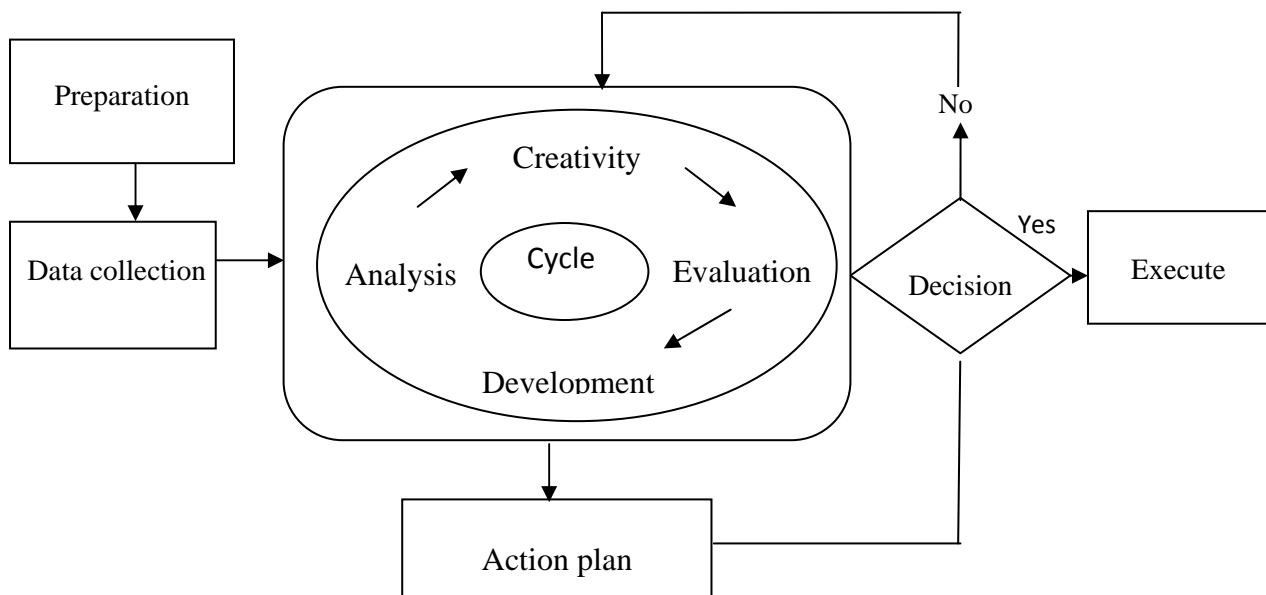 Preparation
No
Creativity
Yes
Data collection
Cycle
Analysis
Evaluation
Decision
Execute
Development
Action plan